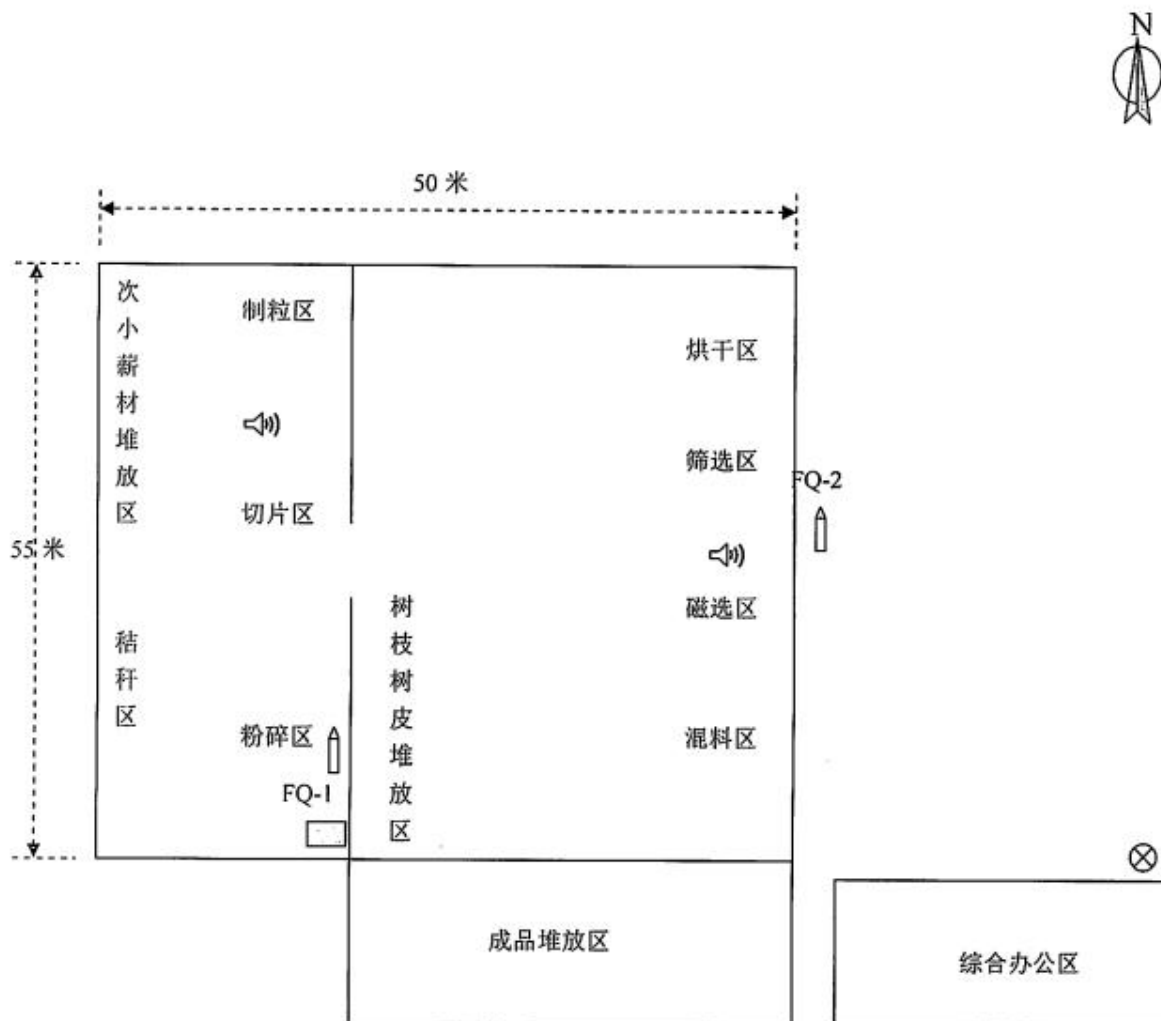 N
50 米
次小薪材堆放区
制粒区
烘干区
筛选区
FQ-2
切片区
55 米
树枝树皮堆放区
磁选区
秸秆区
粉碎区
混料区
FQ-1
成品堆放区
综合办公区